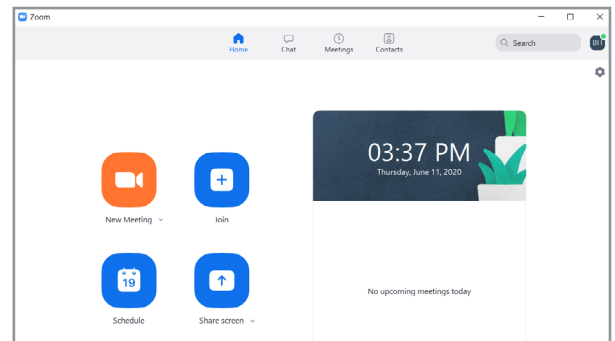 Zoom
Home Chat Meetings Contacts
Search
BH
03:37 PM
Thursday, June 11, 2020
New Meeting Join
19
Schedule Share screen
No upcoming meetings today